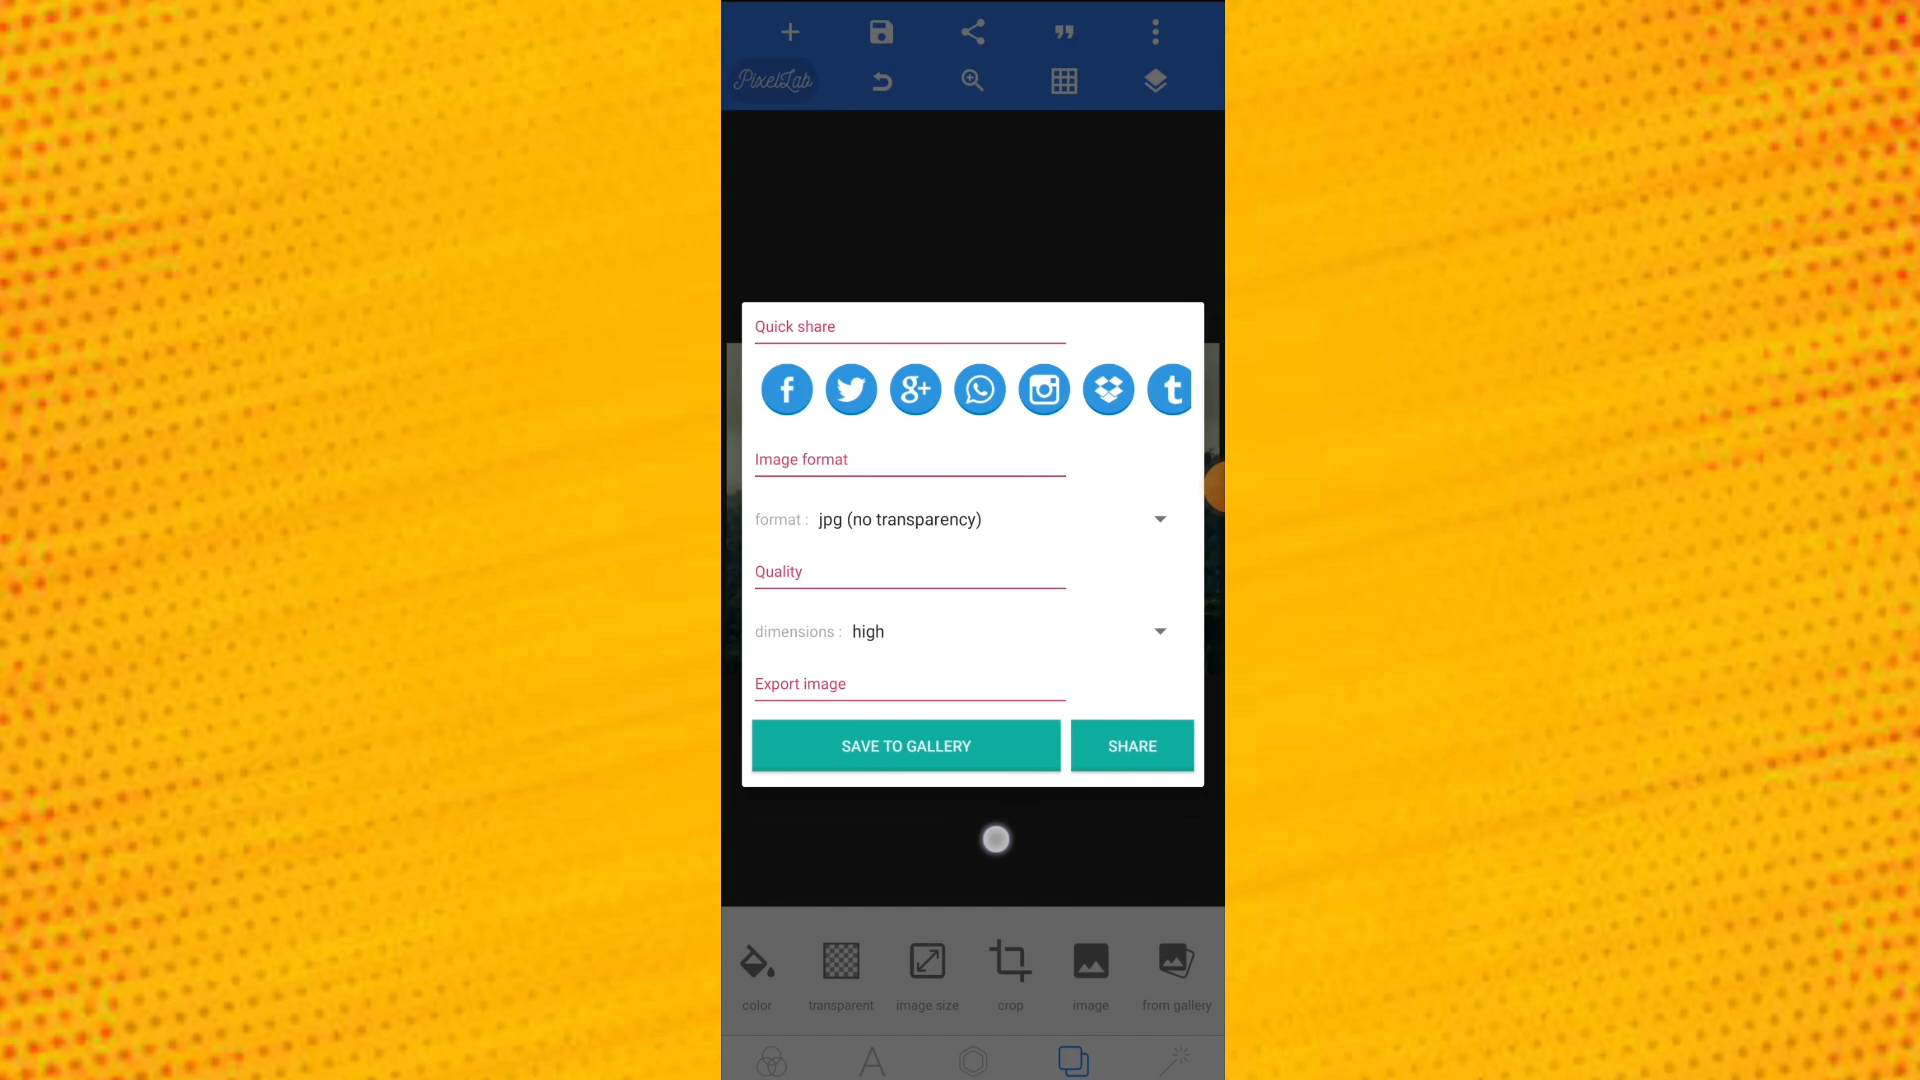 PixelLab
Quick share
Image format
format : jpg (no transparency)
Quality
dimensions : high
Export image
SAVE TO GALLERY SHARE
color transparent image size crop image from gallery